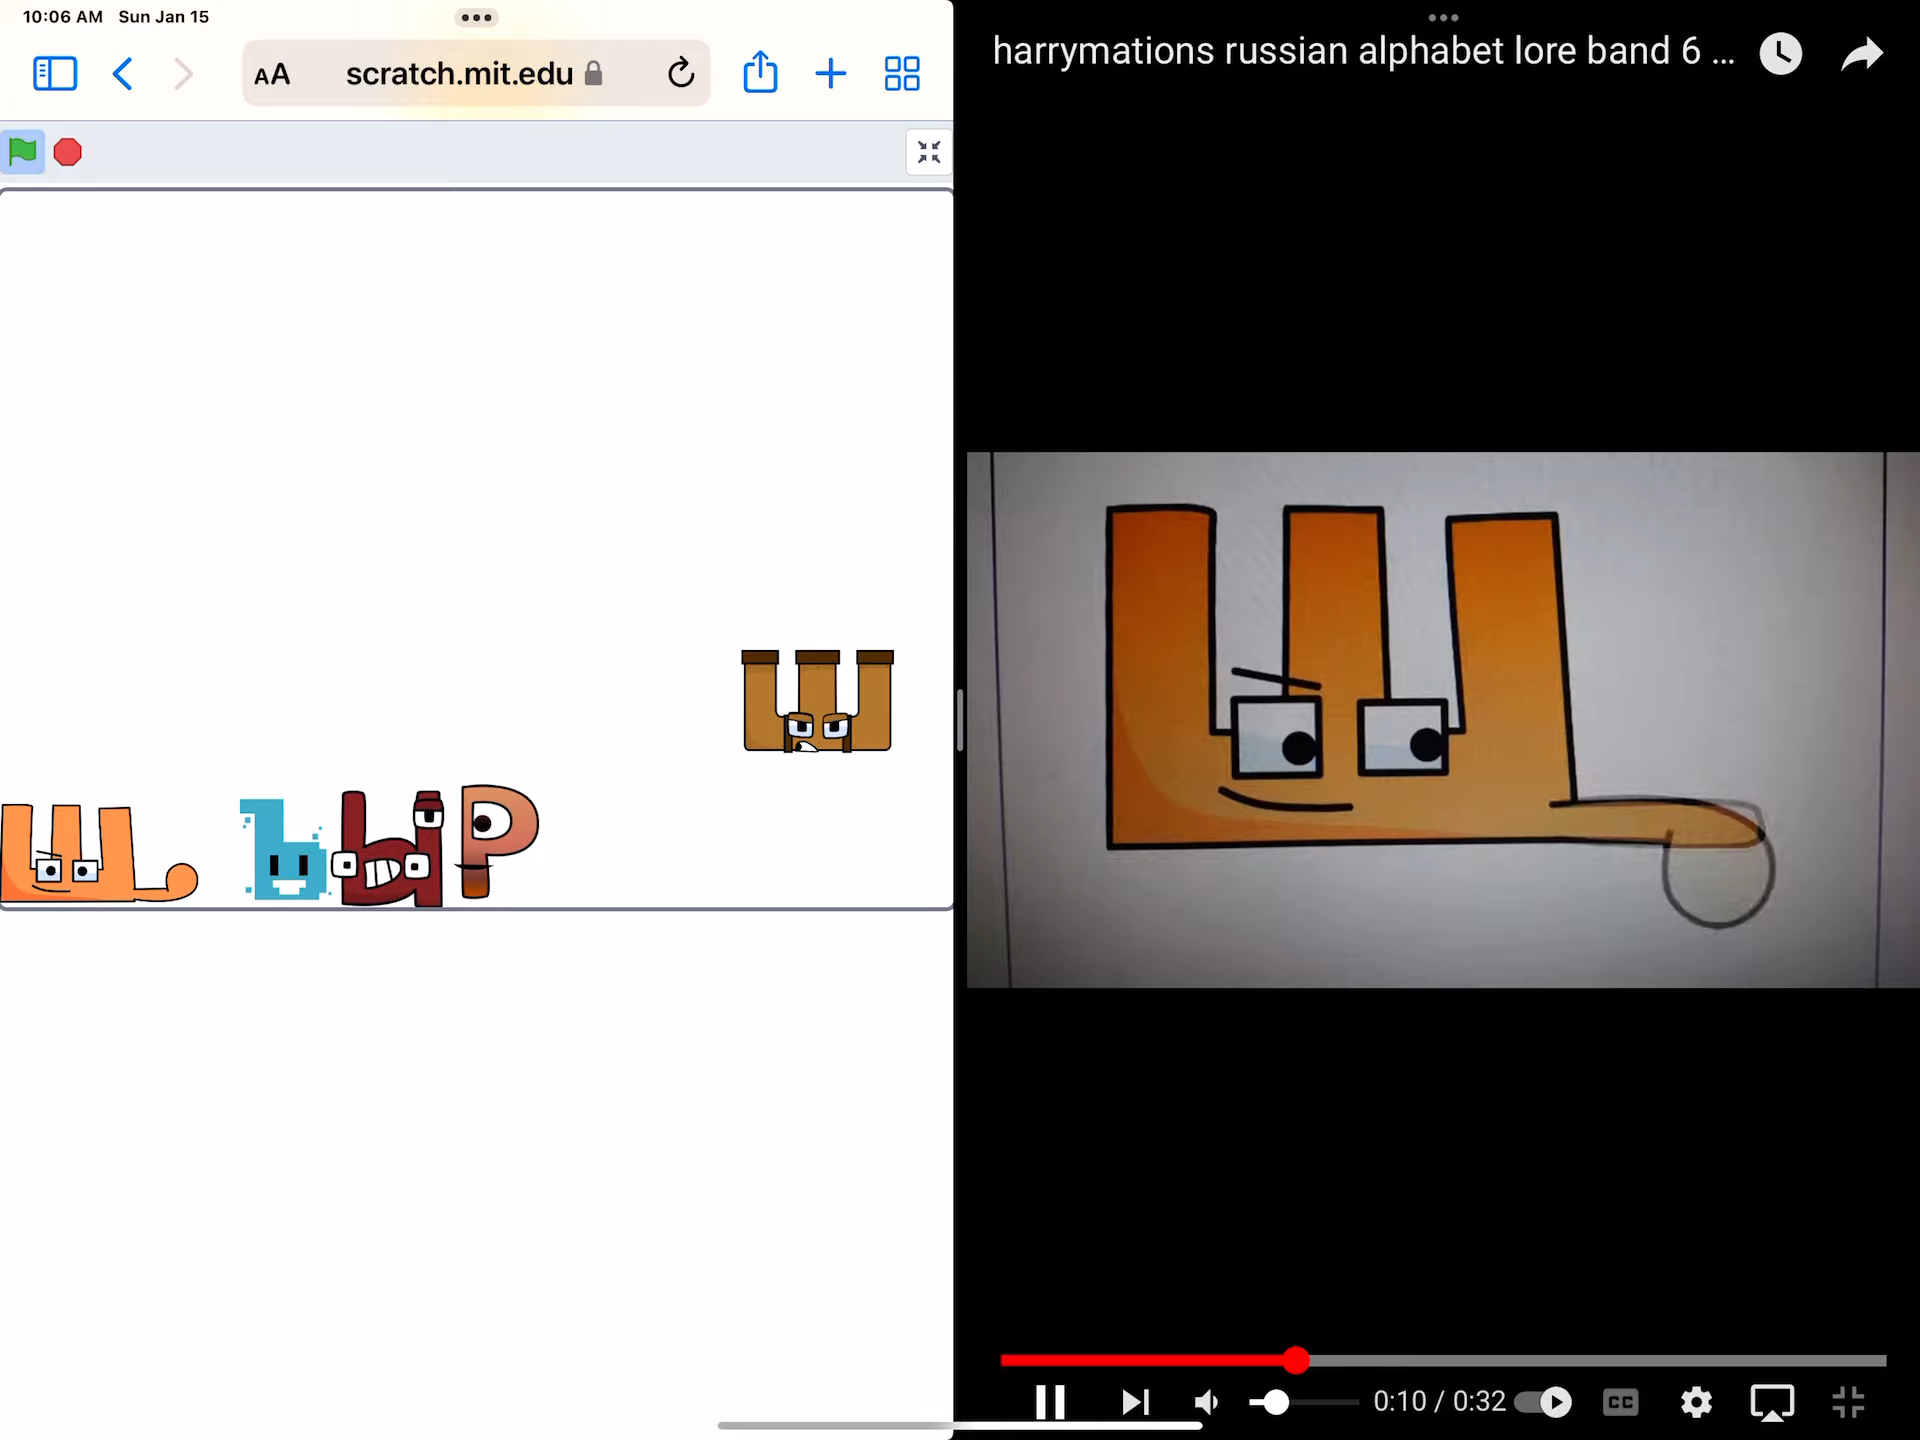 10:06 AM Sun Jan 15
AA scratch.mit.edu
harrymations russian alphabet lore band 6 ...
Щ Ь Ы Р
Ш
Щ
0:10 / 0:32
CC